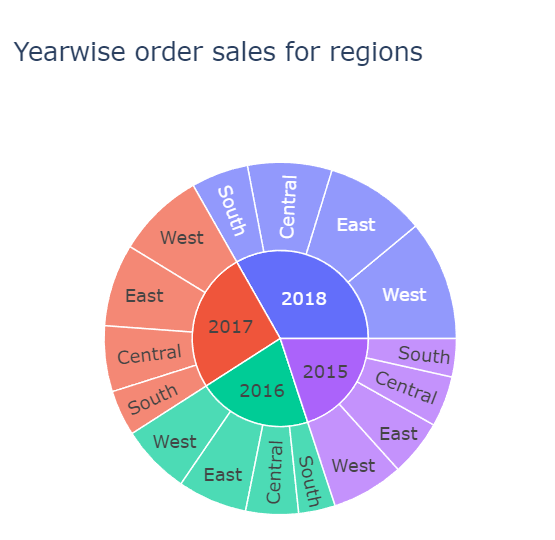 Yearwise order sales for regions
South
Central
East
West
2018
West
East
Central
South
2017
2016
2015
South
Central
East
West
West
East
Central
South